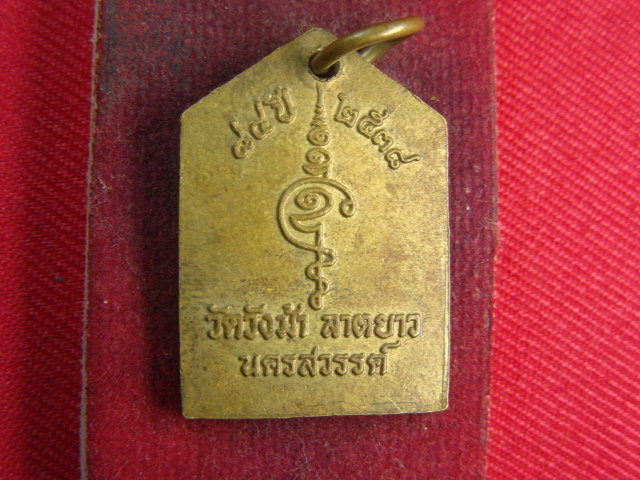 ๘๔ ปี ๒๕๓๘
วัดวังม้า ลาดยาว
นครสวรรค์